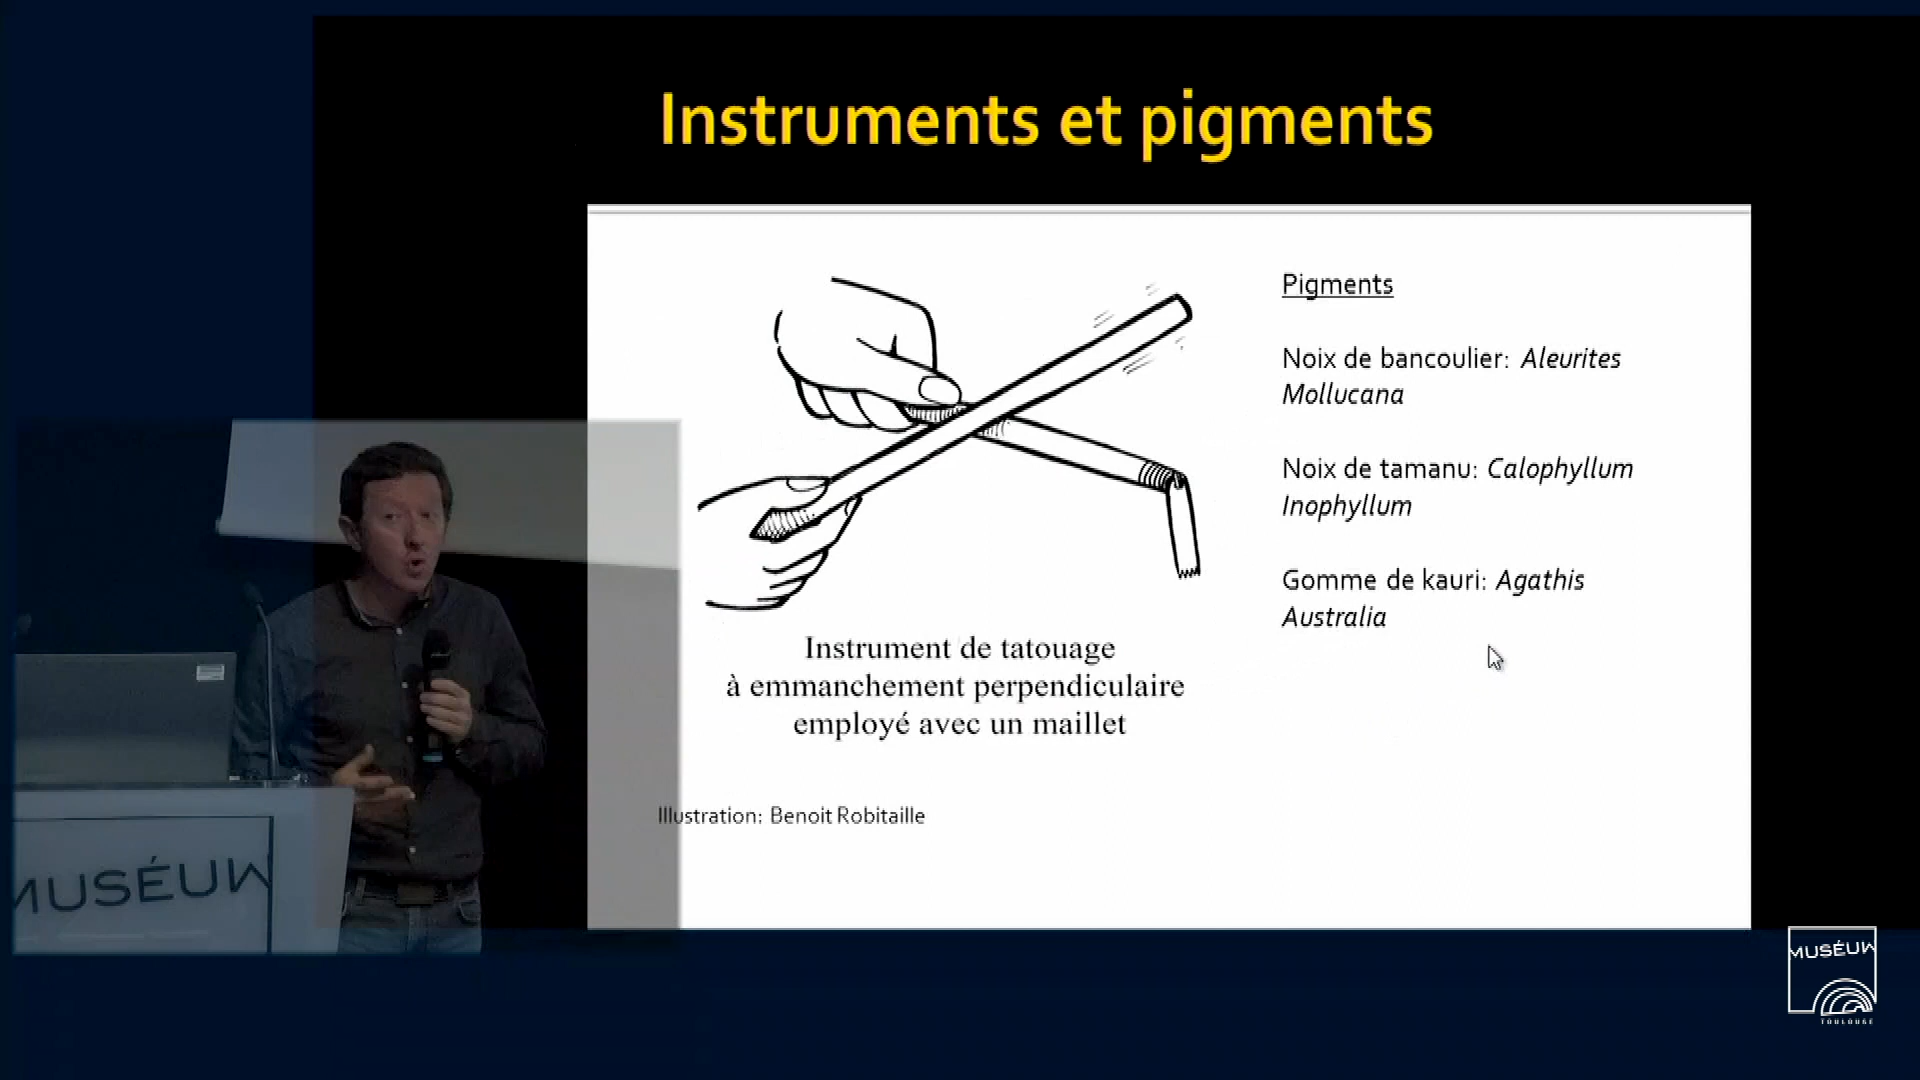 Instruments et pigments
Pigments
Noix de bancoulier: Aleurites
Mollucana
Noix de tamanu: Calophyllum
Inophyllum
Gomme de kauri: Agathis
Australia
Instrument de tatouage
à emmanchement perpendiculaire
employé avec un maillet
Illustration: Benoit Robitaille
MUSÉUM
MUSÉUM
TOULOUSE